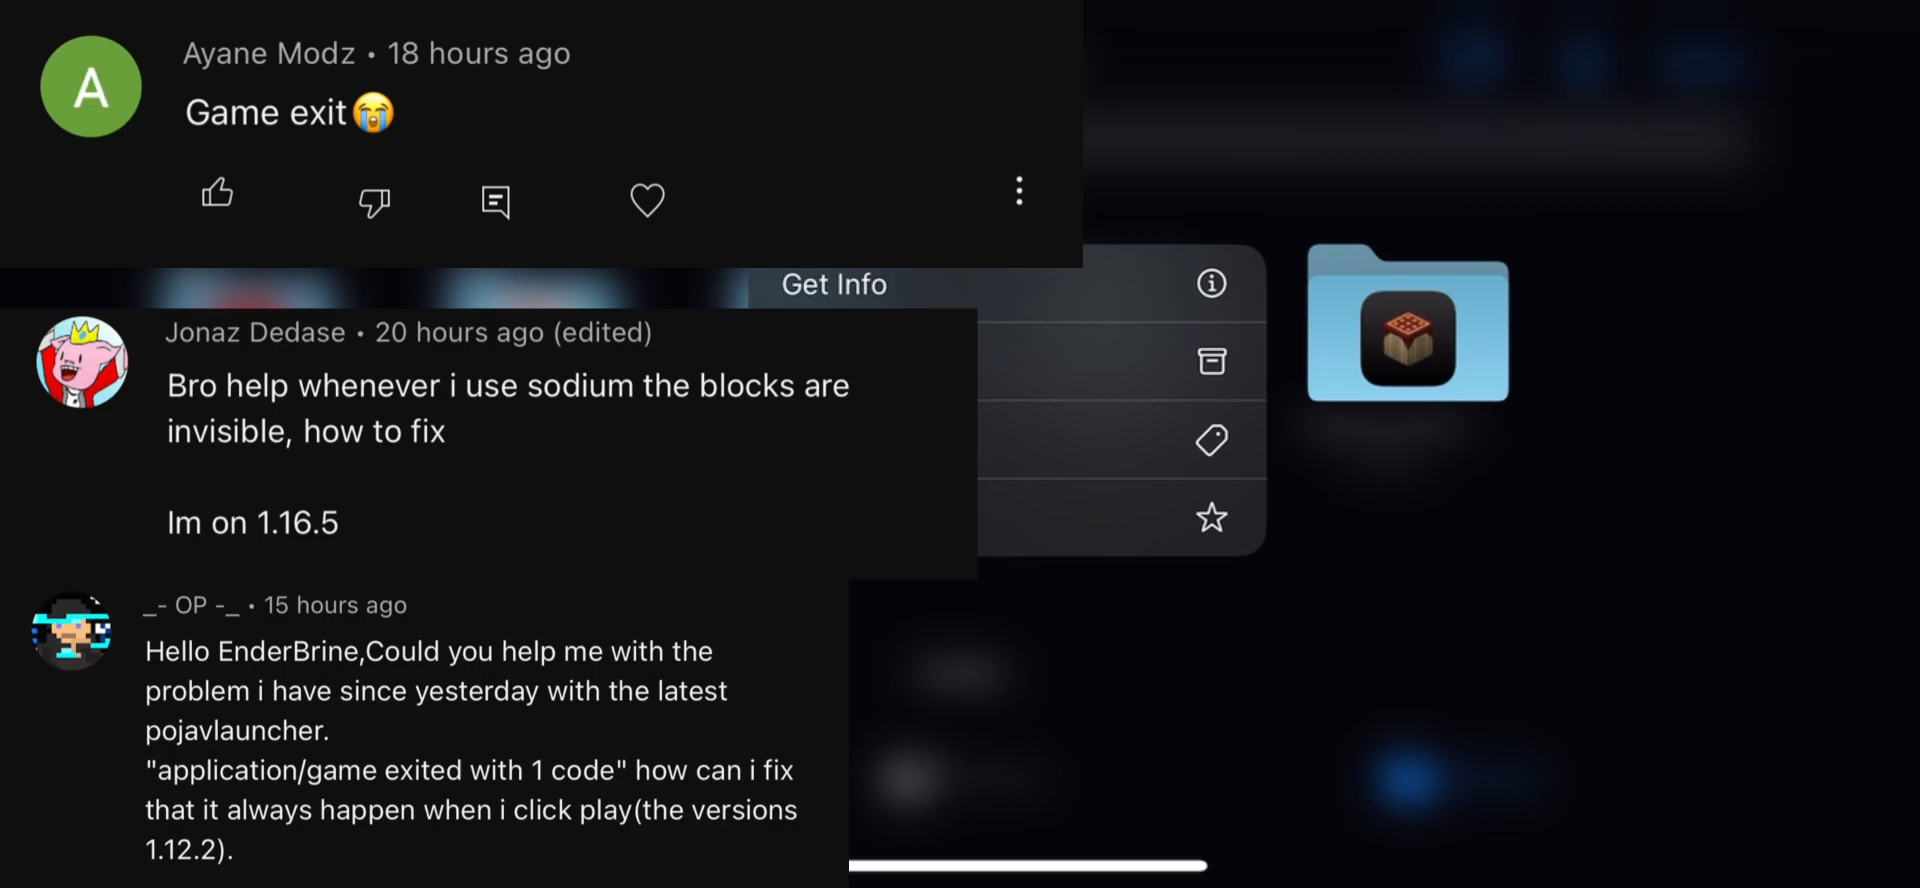 A
Ayane Modz • 18 hours ago
Game exit😭
Get Info
Jonaz Dedase • 20 hours ago (edited)
Bro help whenever i use sodium the blocks are
invisible, how to fix
Im on 1.16.5
_- OP -_ • 15 hours ago
Hello EnderBrine,Could you help me with the
problem i have since yesterday with the latest
pojavlauncher.
"application/game exited with 1 code" how can i fix
that it always happen when i click play(the versions
1.12.2).